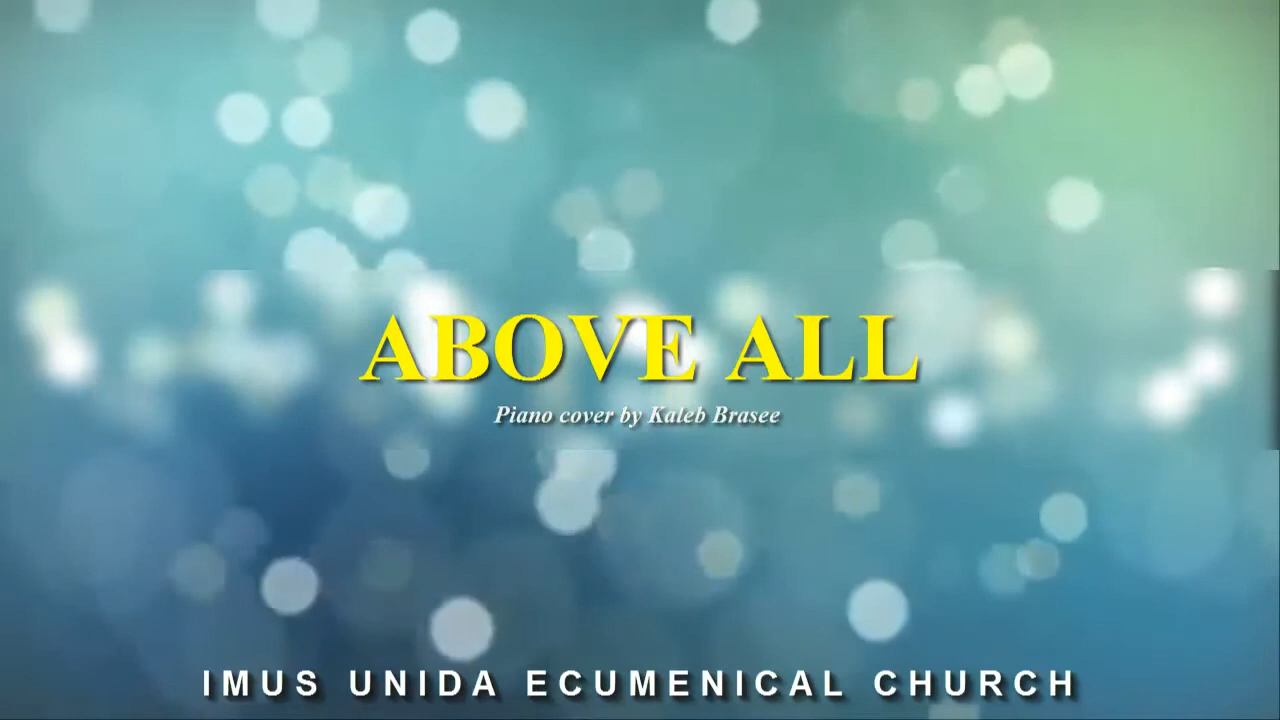 ABOVE ALL
Piano cover by Kaleb Brasee
IMUS UNIDA ECUMENICAL CHURCH